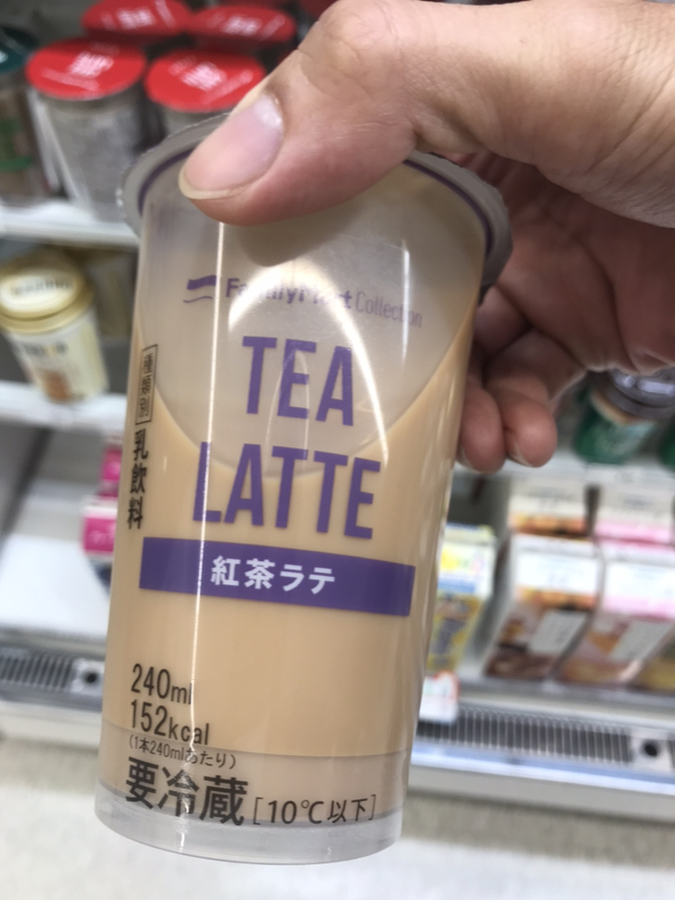 FamilyMart Collection
TEA
LATTE
紅茶ラテ
種類別
乳飲料
240ml
152kcal
(1本240mlあたり)
要冷蔵[10℃以下]